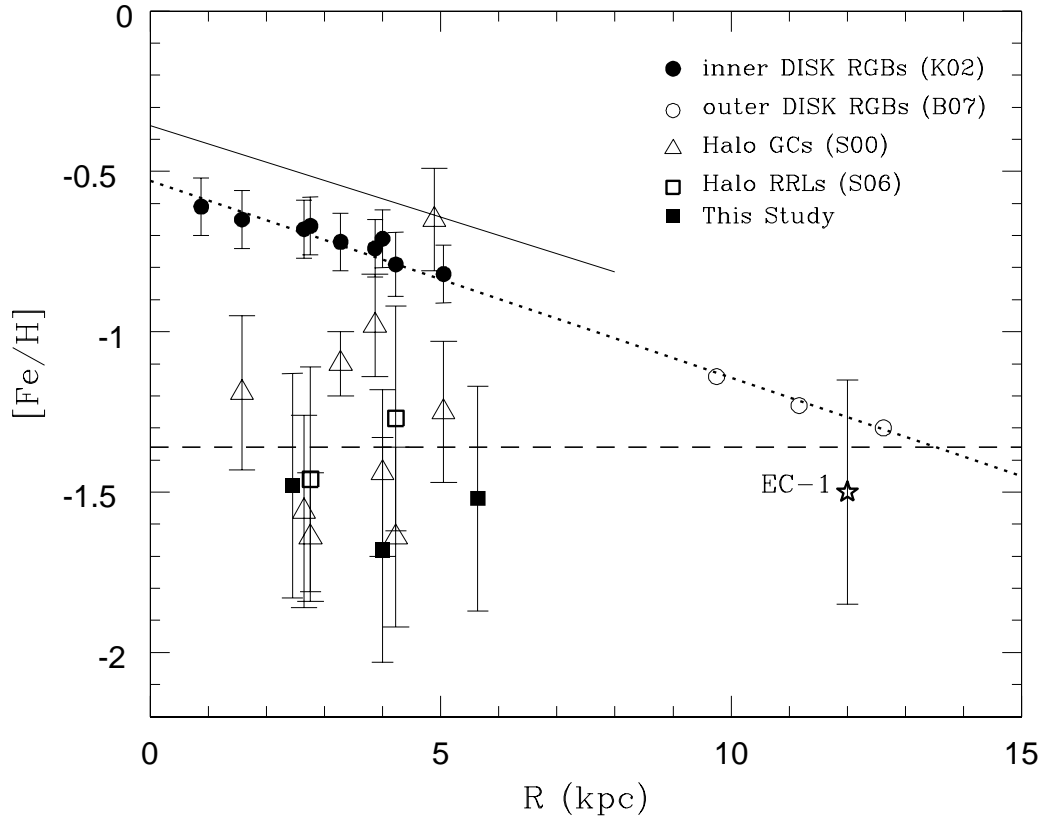 0
-0.5
-1
-1.5
-2
[Fe/H]
inner DISK RGBs (K02)
outer DISK RGBs (B07)
Halo GCs (S00)
Halo RRLs (S06)
This Study
EC-1
0 5 10 15
R (kpc)